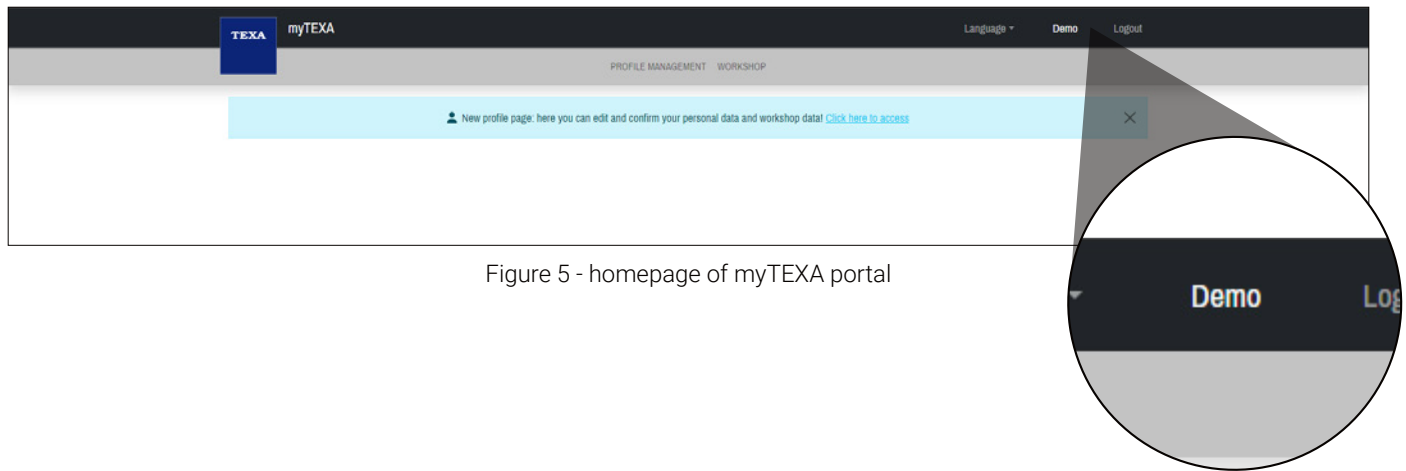 TEXA
myTEXA
Language
Demo
Logout
PROFILE MANAGEMENT WORKSHOP
New profile page: here you can edit and confirm your personal data and workshop data! Click here to access
Figure 5 - homepage of myTEXA portal
Demo
Log